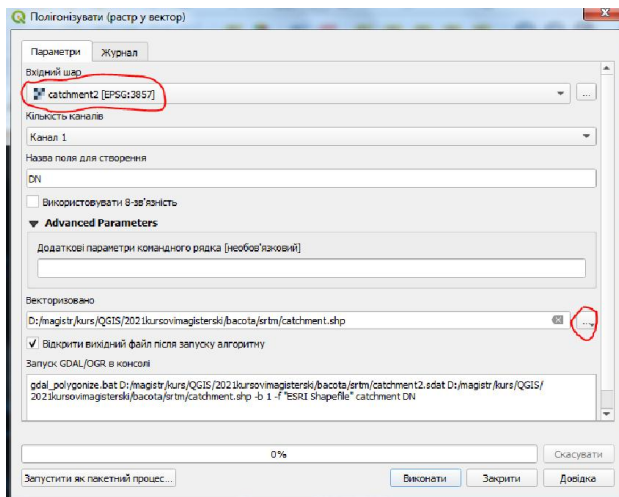 Полігонізувати (растр у вектор)
Параметри Журнал
Вхідний шар
catchment2 [EPSG:3857]
...
Кількість каналів
Канал 1
Назва поля для створення
DN
Використовувати 8-зв'язність
Advanced Parameters
Додаткові параметри командного рядка [необов'язковий]
Векторизовано
D:/magistr/kurs/QGIS/2021kursovimagisterski/bacota/srtm/catchment.shp
...
Відкрити вихідний файл після запуску алгоритму
Запуск GDAL/OGR в консолі
gdal_polygonize.bat D:/magistr/kurs/QGIS/2021kursovimagisterski/bacota/srtm/catchment2.sdat D:/magistr/kurs/QGIS/
2021kursovimagisterski/bacota/srtm/catchment.shp -b 1 -f "ESRI Shapefile" catchment DN
0% Скасувати
Запустити як пакетний процес... Виконати Закрити Довідка